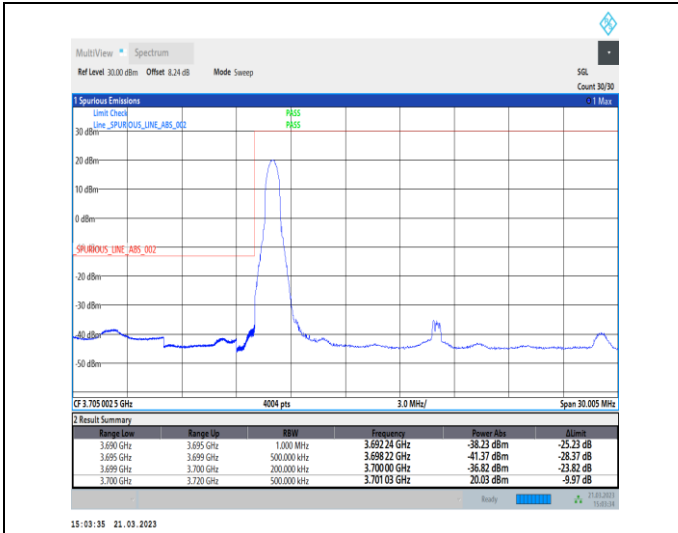 MultiView Spectrum
Ref Level 30.00 dBm Offset 8.24 dB Mode Sweep SGL
Count 30/30
1 Spurious Emissions 1 Max
Limit Check PASS
Line _SPURIOUS_LINE_ABS_002 PASS
30 dBm
20 dBm
10 dBm
0 dBm
_SPURIOUS_LINE_ABS_002
-20 dBm
-30 dBm
-40 dBm
-50 dBm
CF 3.705 002 5 GHz 4004 pts 3.0 MHz/ Span 30.005 MHz
2 Result Summary
Range Low Range Up RBW Frequency Power Abs ΔLimit
3.690 GHz 3.695 GHz 1.000 MHz 3.692 24 GHz -38.23 dBm -25.23 dB
3.695 GHz 3.699 GHz 500.000 kHz 3.698 22 GHz -41.37 dBm -28.37 dB
3.699 GHz 3.700 GHz 200.000 kHz 3.700 00 GHz -36.82 dBm -23.82 dB
3.700 GHz 3.720 GHz 500.000 kHz 3.701 03 GHz 20.03 dBm -9.97 dB
Ready 21.03.2023
15:03:34
15:03:35 21.03.2023